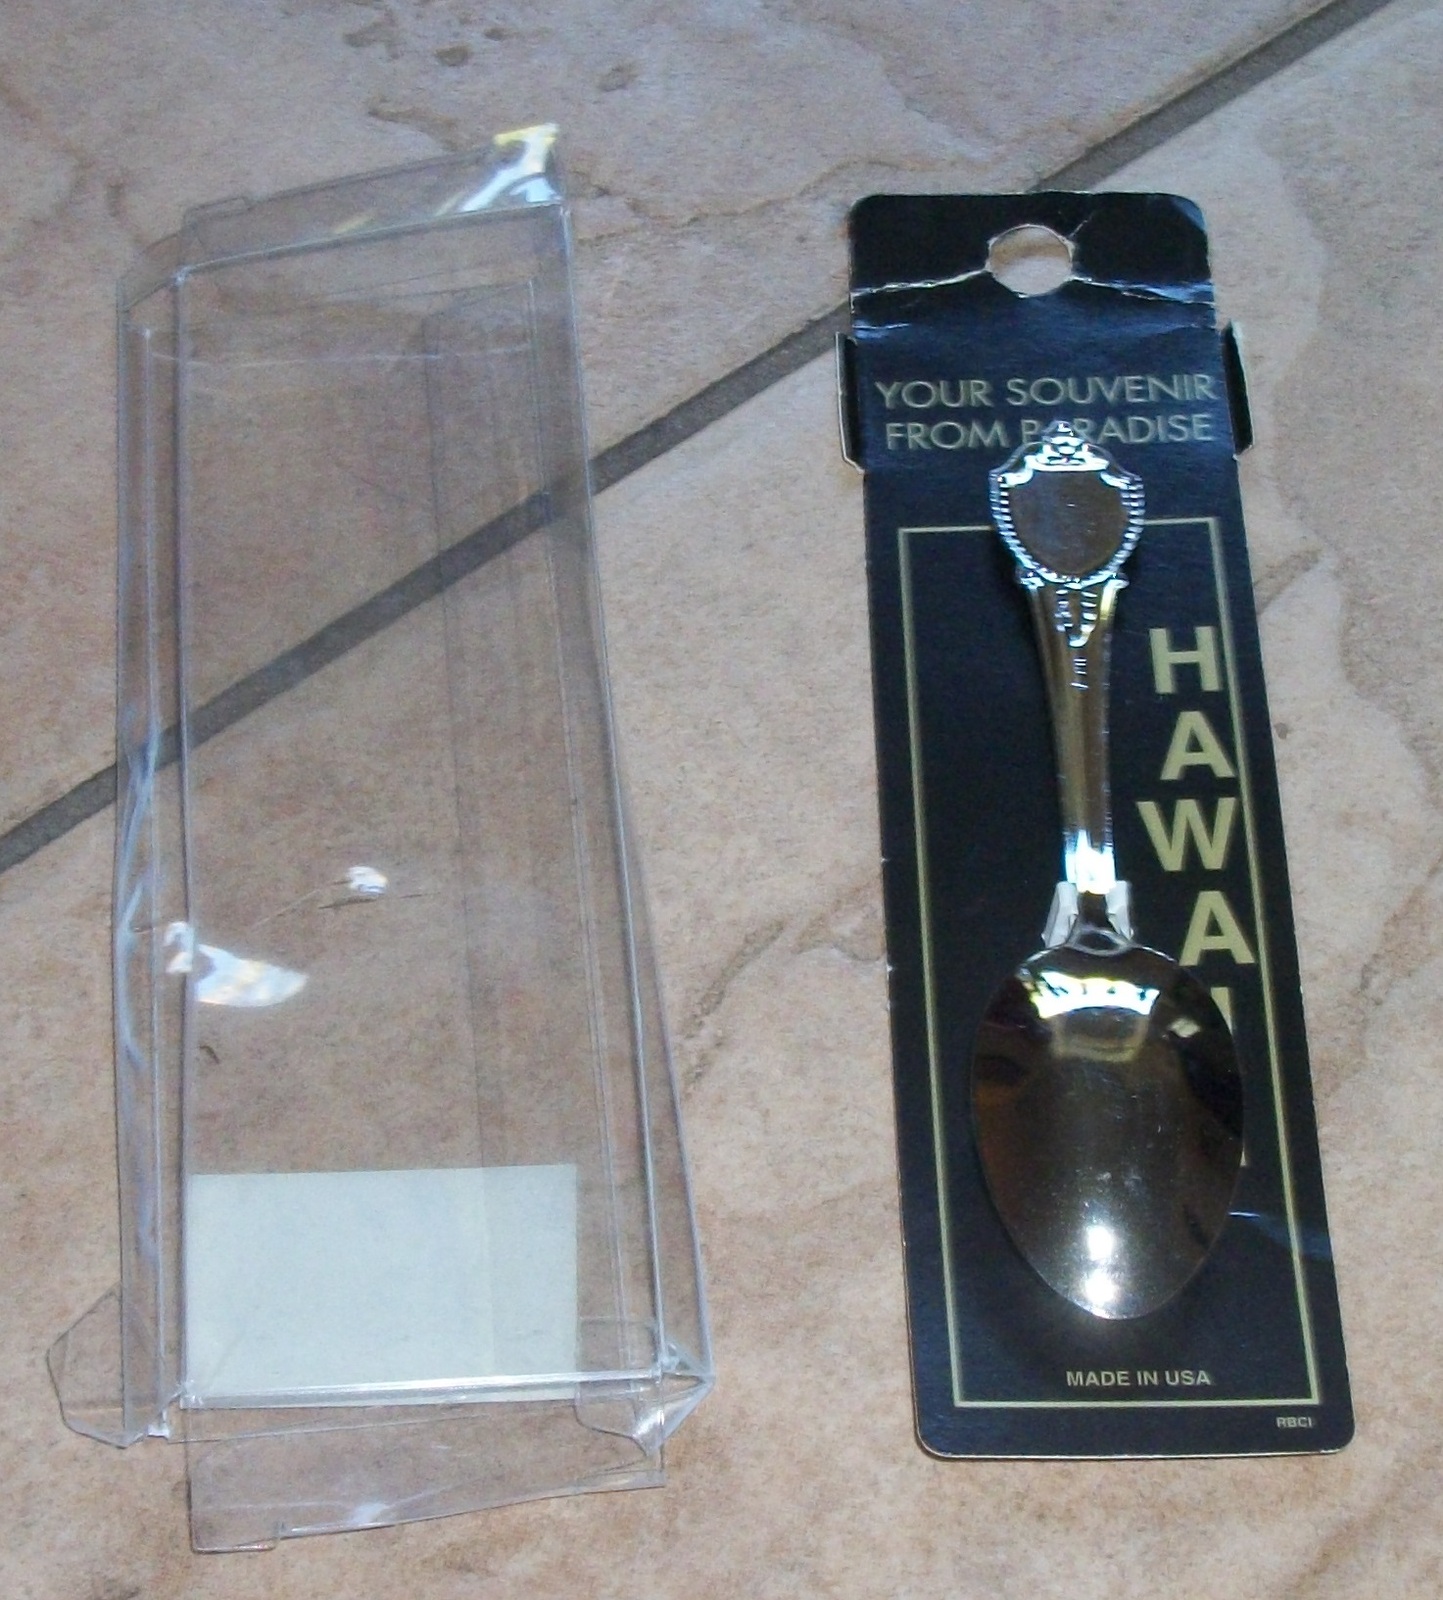 YOUR SOUVENIR
FROM PARADISE
HAWAI
MADE IN USA
RBCI